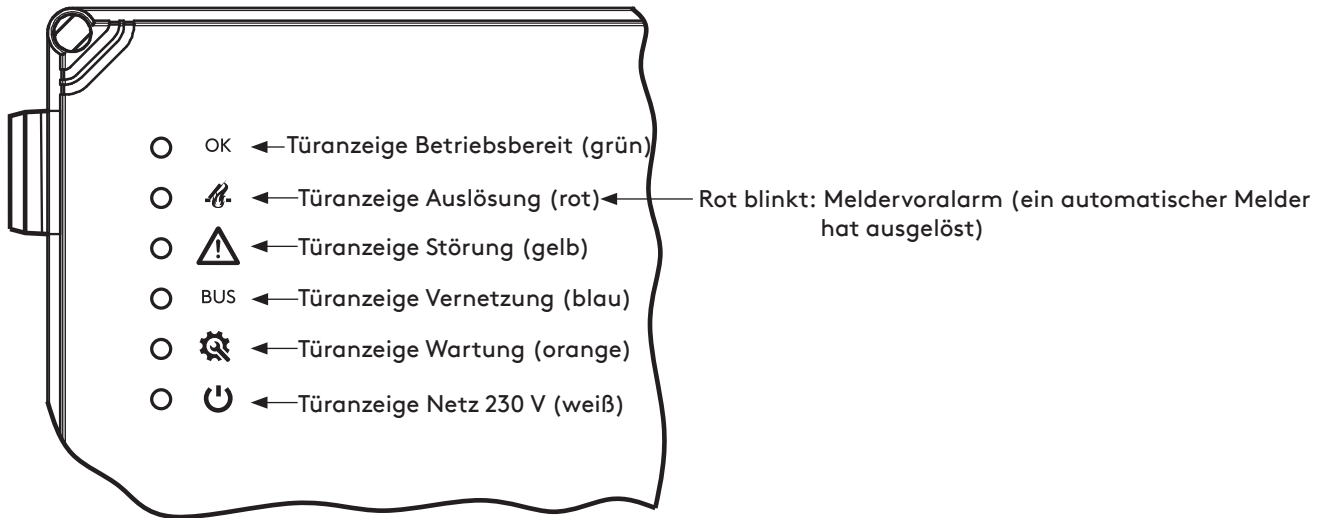 OK Türanzeige Betriebsbereit (grün)
Türanzeige Auslösung (rot) Rot blinkt: Meldervoralarm (ein automatischer Melder
hat ausgelöst)
Türanzeige Störung (gelb)
BUS Türanzeige Vernetzung (blau)
Türanzeige Wartung (orange)
Türanzeige Netz 230 V (weiß)